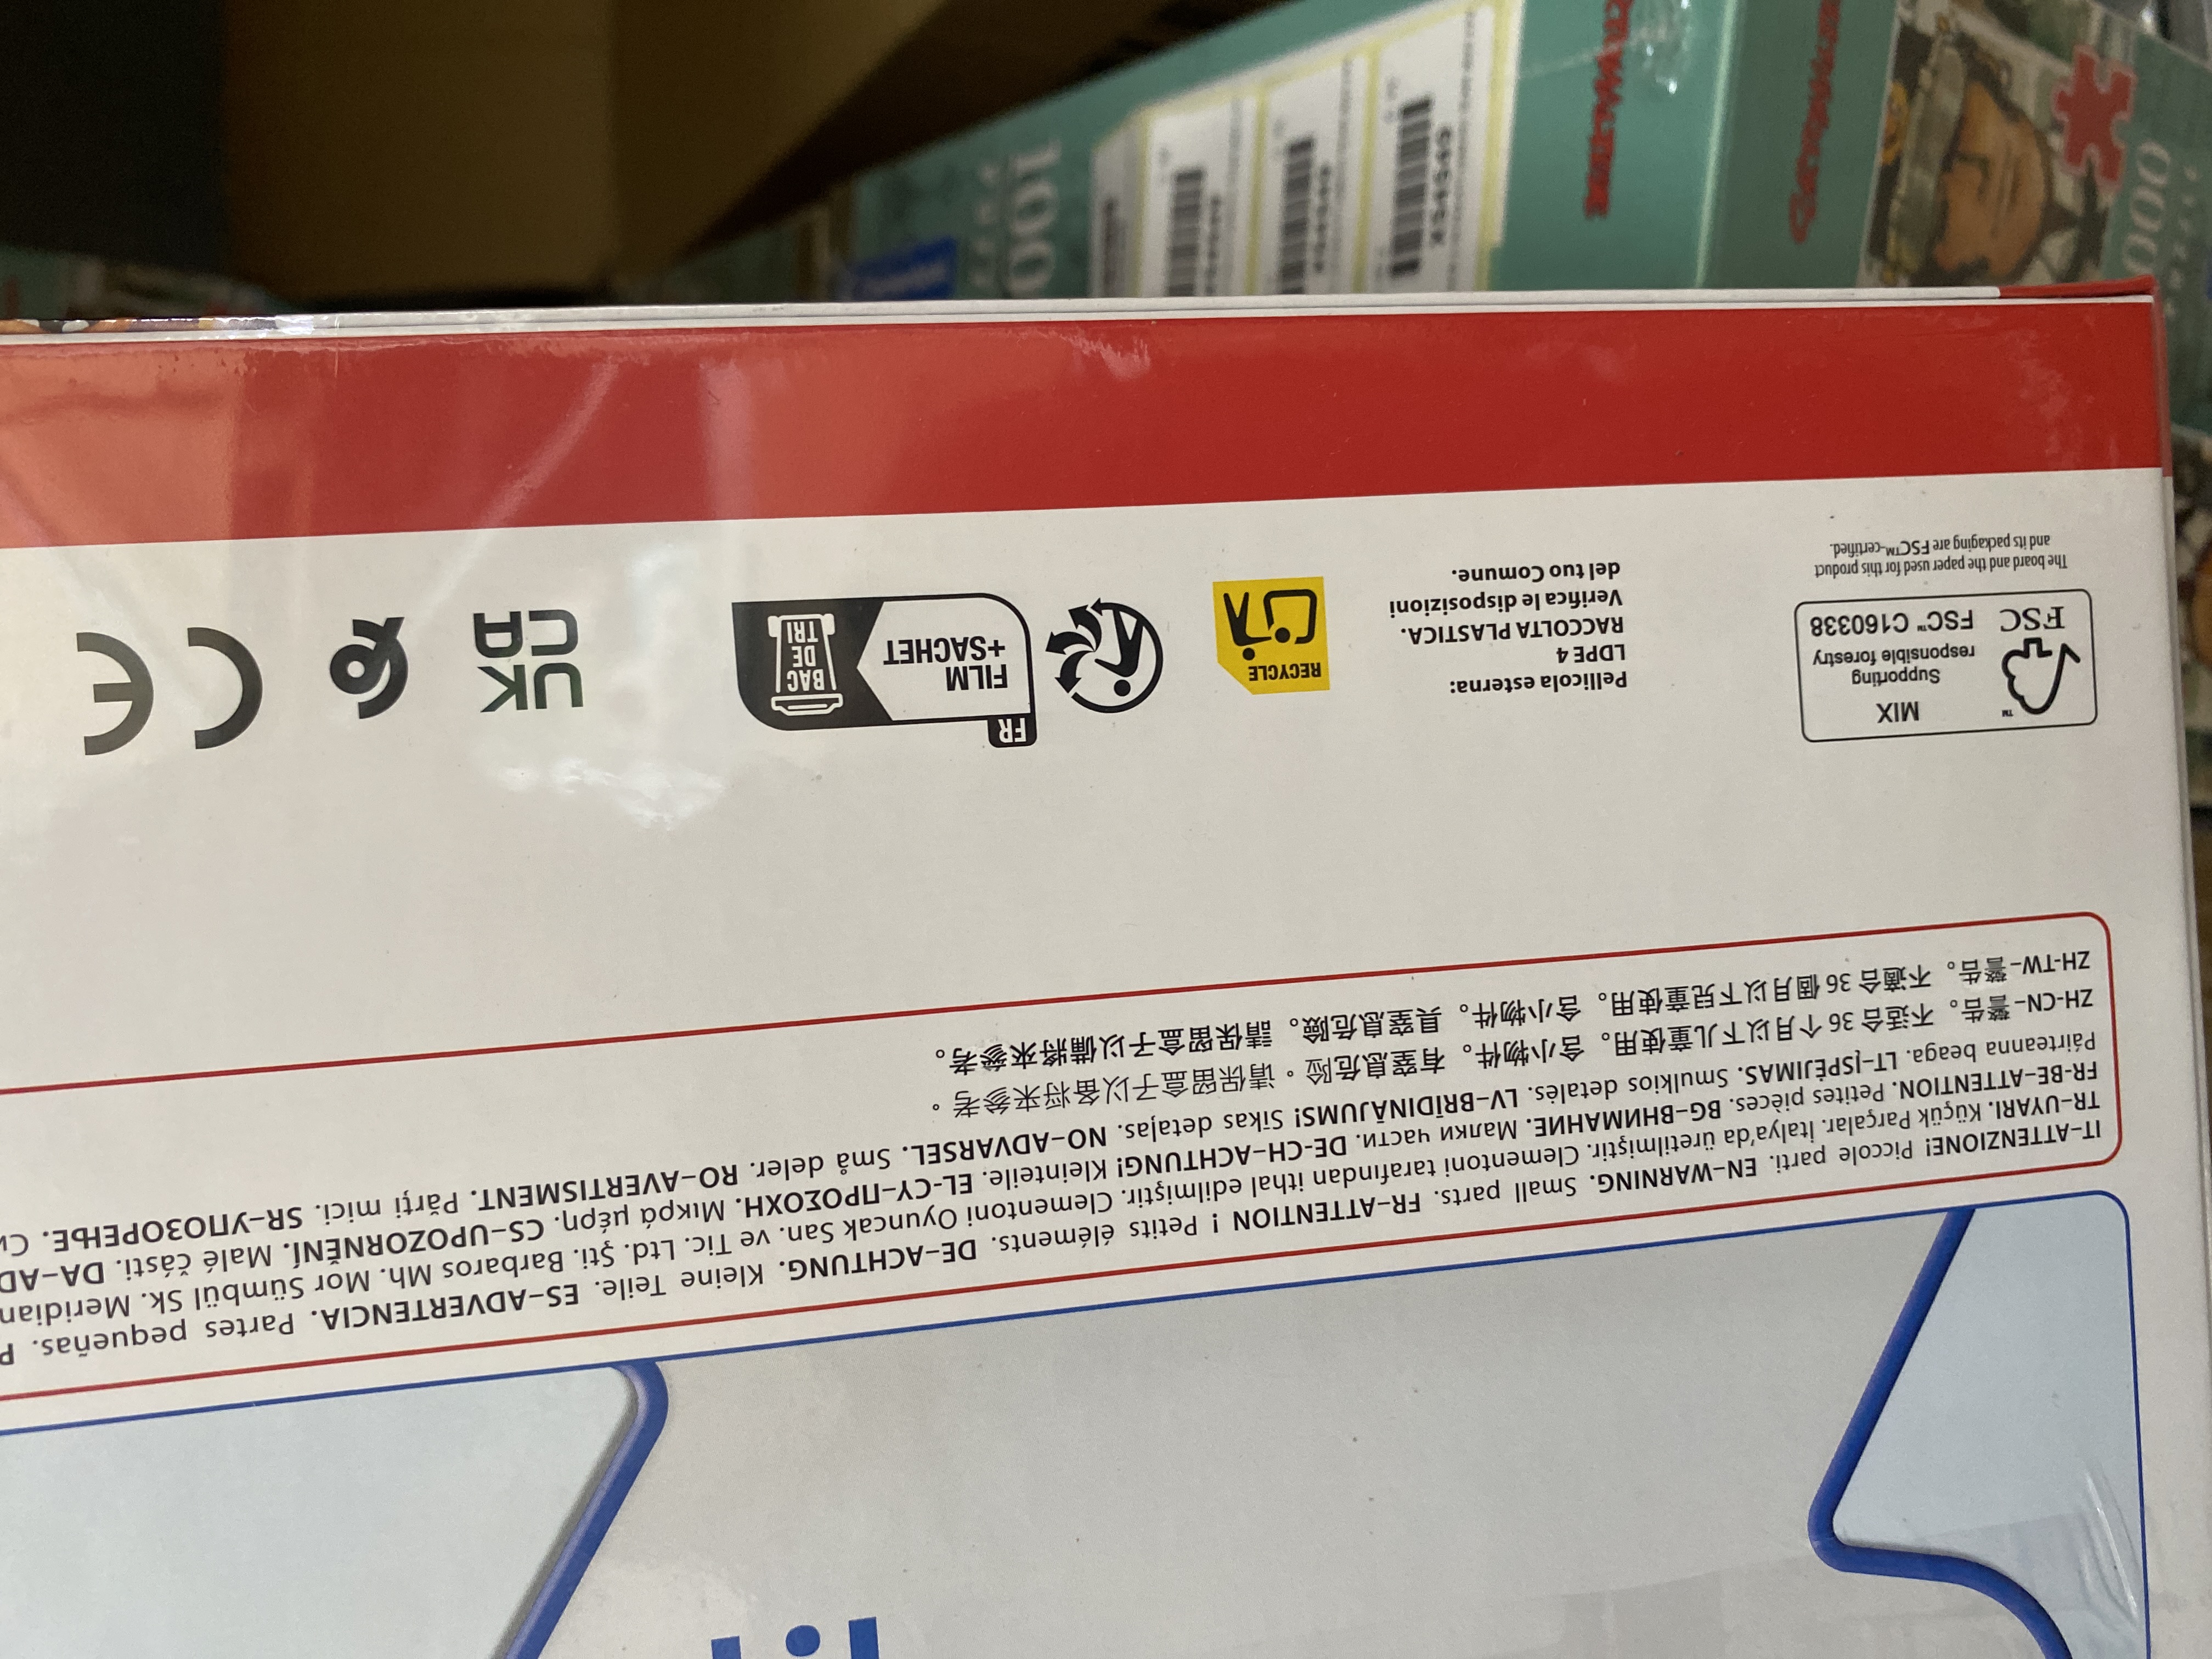 IT–ATTENZIONE! Piccole parti. EN–WARNING. Small parts. FR–ATTENTION ! Petits éléments. DE–ACHTUNG. Kleine Teile. ES–ADVERTENCIA. Partes pequeñas. P
TR–UYARI. Küçük Parçalar. İtalya’da üretilmiştir. Clementoni tarafından ithal edilmiştir. Clementoni Oyuncak San. ve Tic. Ltd. Şti. Barbaros Mh. Mor Sümbül Sk. Meridian
FR-BE–ATTENTION. Petites pièces. BG–ВНИМАНИЕ. Малки части. DE-CH–ACHTUNG! Kleinteile. EL-CY–ΠΡΟΣΟΧΗ. Μικρά μέρη. CS–UPOZORNĚNÍ. Malé části. DA–AD
Páirteanna beaga. LT–ĮSPĖJIMAS. Smulkios detalės. LV–BRĪDINĀJUMS! Sīkas detaļas. NO–ADVARSEL. Små deler. RO–AVERTISMENT. Părți mici. SR–УПОЗОРЕЊЕ. Си
ZH-CN–警告。不适合 36 个月以下儿童使用。含小物件。有窒息危险。请保留盒子以备将来参考。
ZH-TW–警告。不適合 36 個月以下兒童使用。含小物件。具窒息危險。請保留盒子以備將來參考。
MIX
Supporting
responsible forestry
FSC™ C160338
FSC
TM
The board and the paper used for this product
and its packaging are FSC™-certified.
Pellicola esterna:
LDPE 4
RACCOLTA PLASTICA.
Verifica le disposizioni
del tuo Comune.
RECYCLE
FR
FILM
+SACHET
BAC
DE
TRI
UK
CA
CE
1000
1000